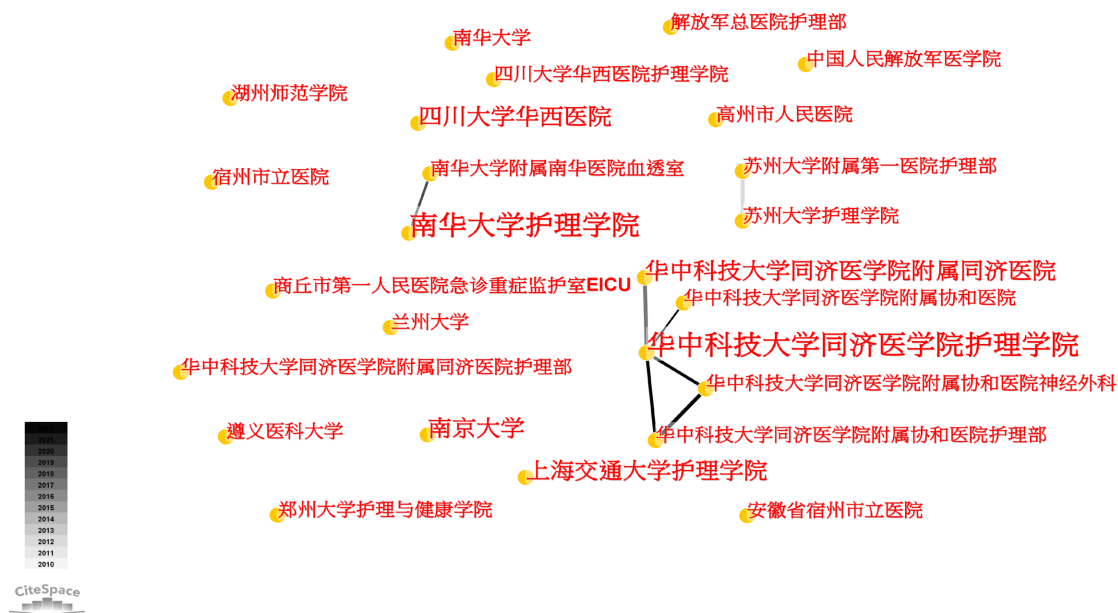 解放军总医院护理部
南华大学
中国人民解放军医学院
四川大学华西医院护理学院
湖州师范学院
四川大学华西医院
高州市人民医院
南华大学附属南华医院血透室
苏州大学附属第一医院护理部
宿州市立医院
苏州大学护理学院
南华大学护理学院
华中科技大学同济医学院附属同济医院
商丘市第一人民医院急诊重症监护室EICU
华中科技大学同济医学院附属协和医院
兰州大学
华中科技大学同济医学院护理学院
华中科技大学同济医学院附属同济医院护理部
华中科技大学同济医学院附属协和医院神经外科
遵义医科大学
南京大学
华中科技大学同济医学院附属协和医院护理部
上海交通大学护理学院
郑州大学护理与健康学院
安徽省宿州市立医院
2021
2020
2019
2018
2017
2016
2015
2014
2013
2012
2011
2010
CiteSpace